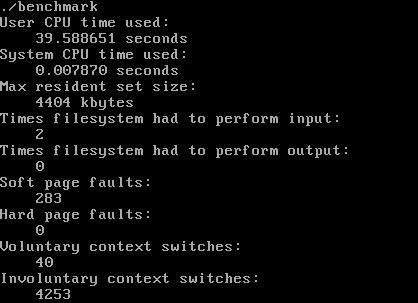 ./benchmark
User CPU time used:
39.588651 seconds
System CPU time used:
0.007870 seconds
Max resident set size:
4404 kbytes
Times filesystem had to perform input:
2
Times filesystem had to perform output:
0
Soft page faults:
283
Hard page faults:
0
Voluntary context switches:
40
Involuntary context switches:
4253